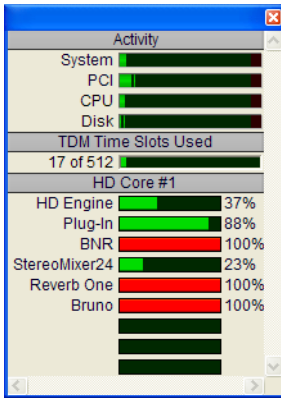 Activity
System
PCI
CPU
Disk
TDM Time Slots Used
17 of 512
HD Core #1
HD Engine 37%
Plug-In 88%
BNR 100%
StereoMixer24 23%
Reverb One 100%
Bruno 100%